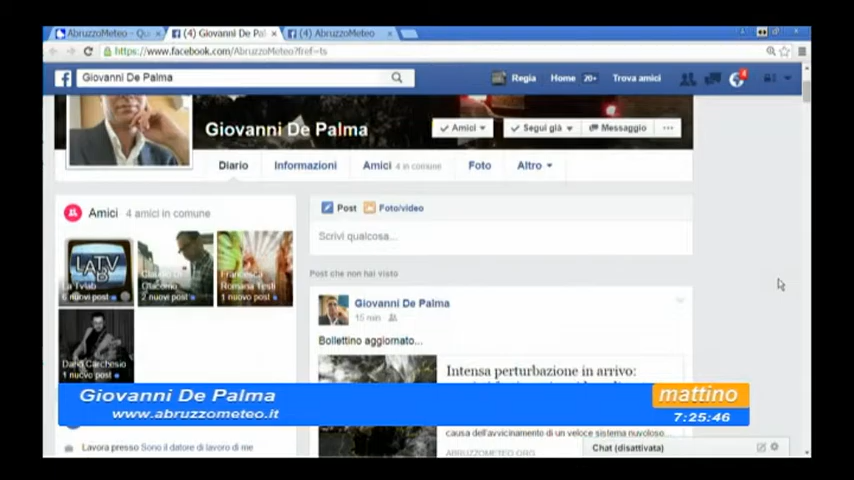 AbruzzoMeteo - Qu
(4) Giovanni De Pal
(4) AbruzzoMeteo
https://www.facebook.com/AbruzzoMeteo?fref=ts
Giovanni De Palma
Regia
Home 20+
Trova amici
Giovanni De Palma
Amici
Segui già
Messaggio
Diario
Informazioni
Amici 4 in comune
Foto
Altro
Amici 4 amici in comune
Post
Foto/video
Scrivi qualcosa...
Post che non hai visto
LATV
La Tvlab
6 nuovi post
2 nuovi post
Francesca
Romana Testi
1 nuovo post
Giovanni De Palma
15 min
Bollettino aggiornato...
Dario Carchesio
1 nuovo post
Intensa perturbazione in arrivo:
Giovanni De Palma
www.abruzzometeo.it
mattino
7:25:46
causa dell'avvicinamento di un veloce sistema nuvoloso
ABRUZZOMETEO.ORG
Lavora presso Sono il datore di lavoro di me
Chat (disattivata)